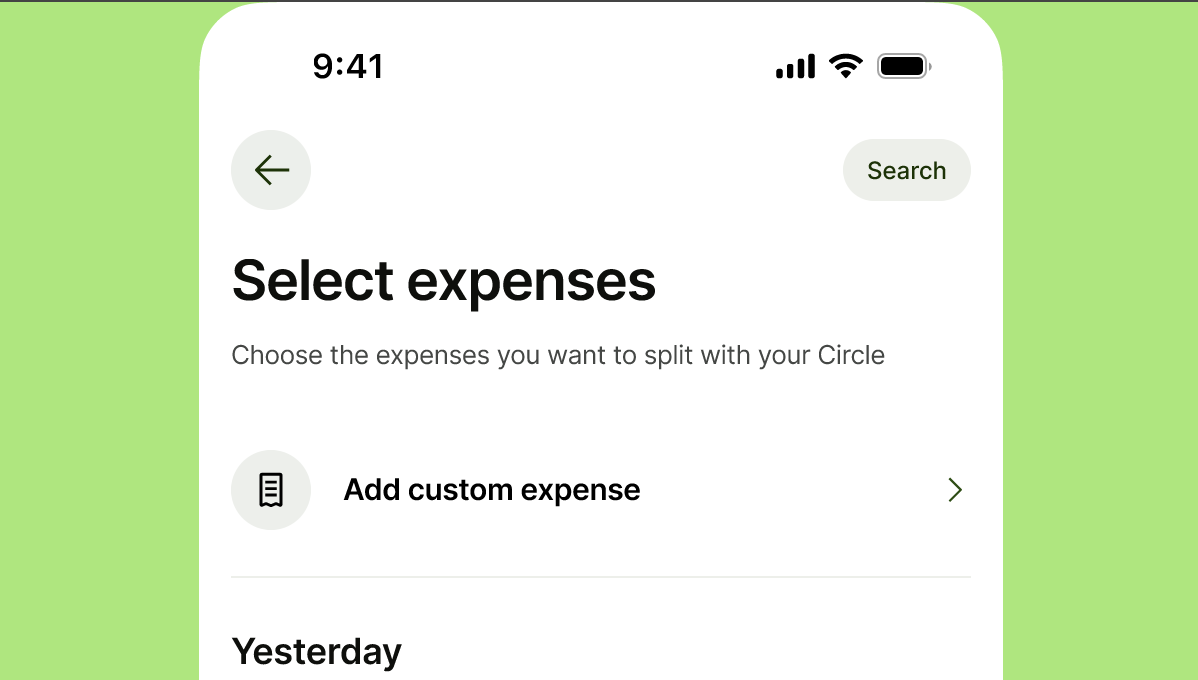 9:41
Search
Select expenses
Choose the expenses you want to split with your Circle
Add custom expense
Yesterday